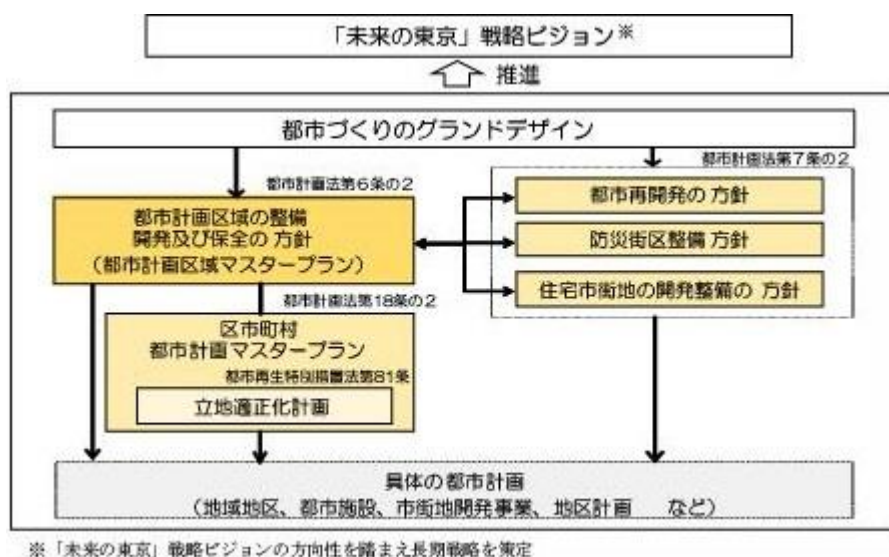 「未来の東京」戦略ビジョン※
推進
都市づくりのグランドデザイン
都市計画法第7条の2
都市計画法第6条の2
都市再開発の 方針
都市計画区域の整備
開発及び保全の 方針
(都市計画区域マスタープラン)
防災街区整備 方針
住宅市街地の開発整備の 方針
都市計画法第18条の2
区市町村
都市計画マスタープラン
都市再生特別措置法第81条
立地適正化計画
具体の都市計画
(地域地区、都市施設、市街地開発事業、地区計画 など)
※「未来の東京」戦略ビジョンの方向性を踏まえ長期戦略を策定